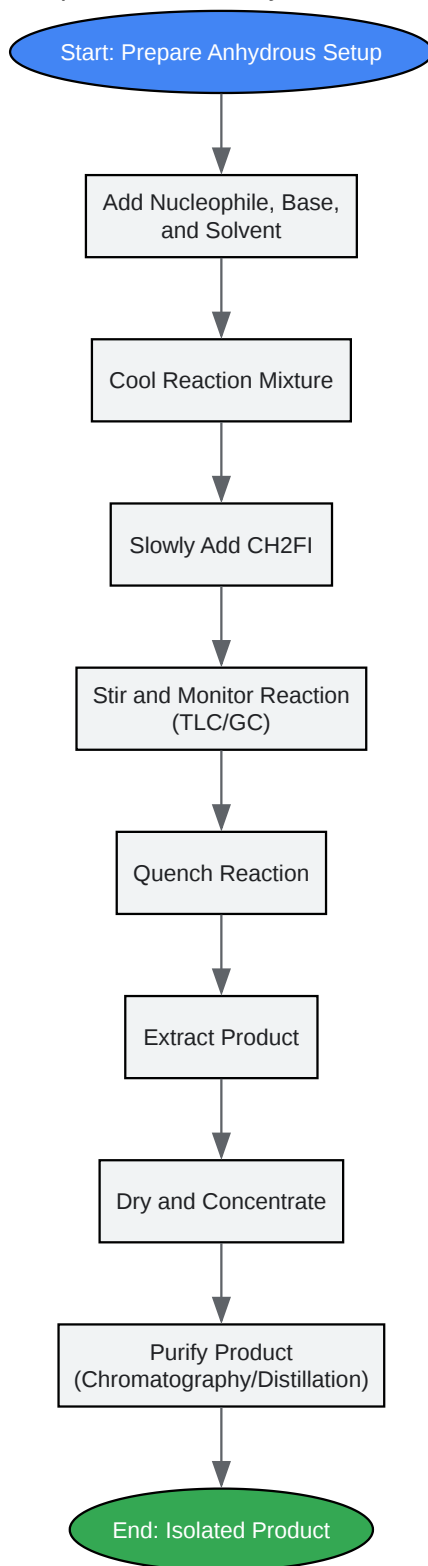 Start: Prepare Anhydrous Setup
Add Nucleophile, Base,
and Solvent
Cool Reaction Mixture
Slowly Add CH2FI
Stir and Monitor Reaction
(TLC/GC)
Quench Reaction
Extract Product
Dry and Concentrate
Purify Product
(Chromatography/Distillation)
End: Isolated Product